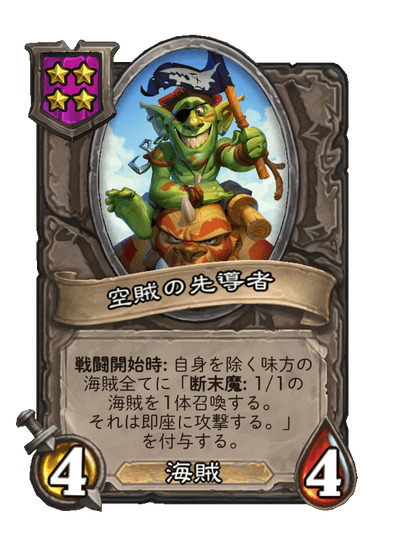 空賊の先導者
戦闘開始時: 自身を除く味方の
海賊全てに「断末魔: 1/1の
海賊を1体召喚する。
それは即座に攻撃する。」
を付与する。
4
海賊
4